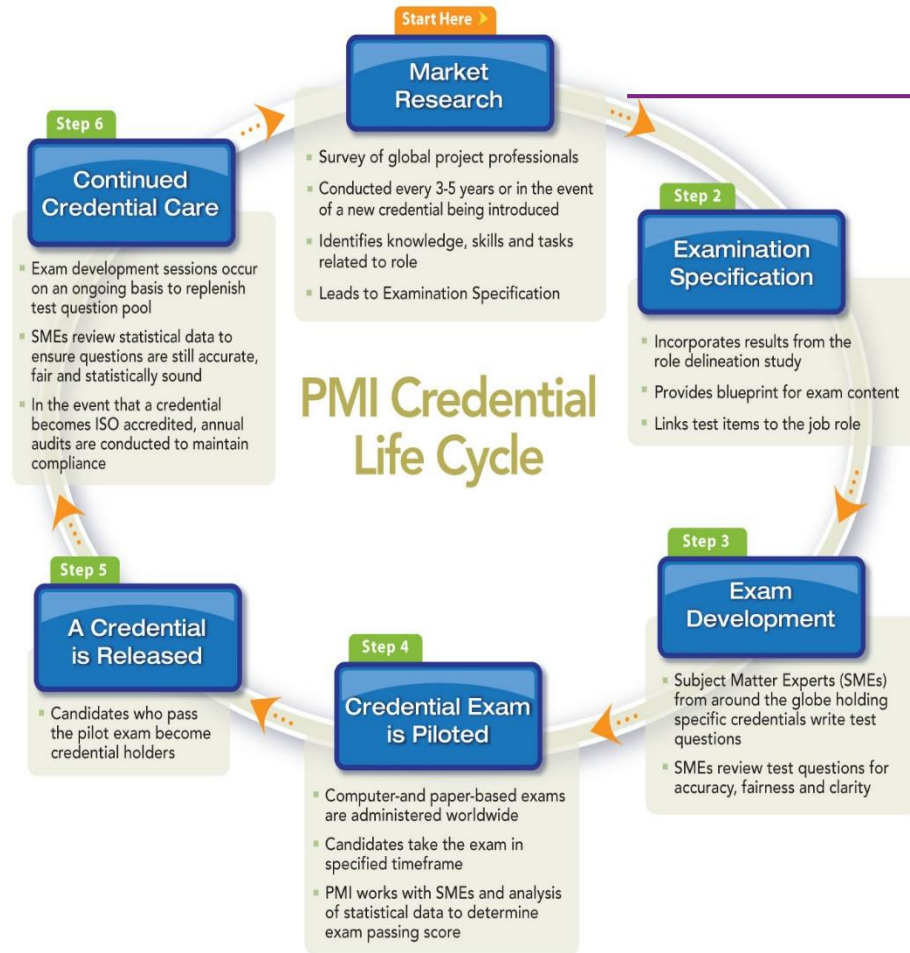 Start Here
Market
Research
▪ Survey of global project professionals
▪ Conducted every 3-5 years or in the event
of a new credential being introduced
▪ Identifies knowledge, skills and tasks
related to role
▪ Leads to Examination Specification
Step 2
Examination
Specification
▪ Incorporates results from the
role delineation study
▪ Provides blueprint for exam content
▪ Links test items to the job role
Step 3
Exam
Development
▪ Subject Matter Experts (SMEs)
from around the globe holding
specific credentials write test
questions
▪ SMEs review test questions for
accuracy, fairness and clarity
Step 4
Credential Exam
is Piloted
▪ Computer-and paper-based exams
are administered worldwide
▪ Candidates take the exam in
specified timeframe
▪ PMI works with SMEs and analysis
of statistical data to determine
exam passing score
Step 5
A Credential
is Released
▪ Candidates who pass
the pilot exam become
credential holders
Step 6
Continued
Credential Care
▪ Exam development sessions occur
on an ongoing basis to replenish
test question pool
▪ SMEs review statistical data to
ensure questions are still accurate,
fair and statistically sound
▪ In the event that a credential
becomes ISO accredited, annual
audits are conducted to maintain
compliance
PMI Credential
Life Cycle